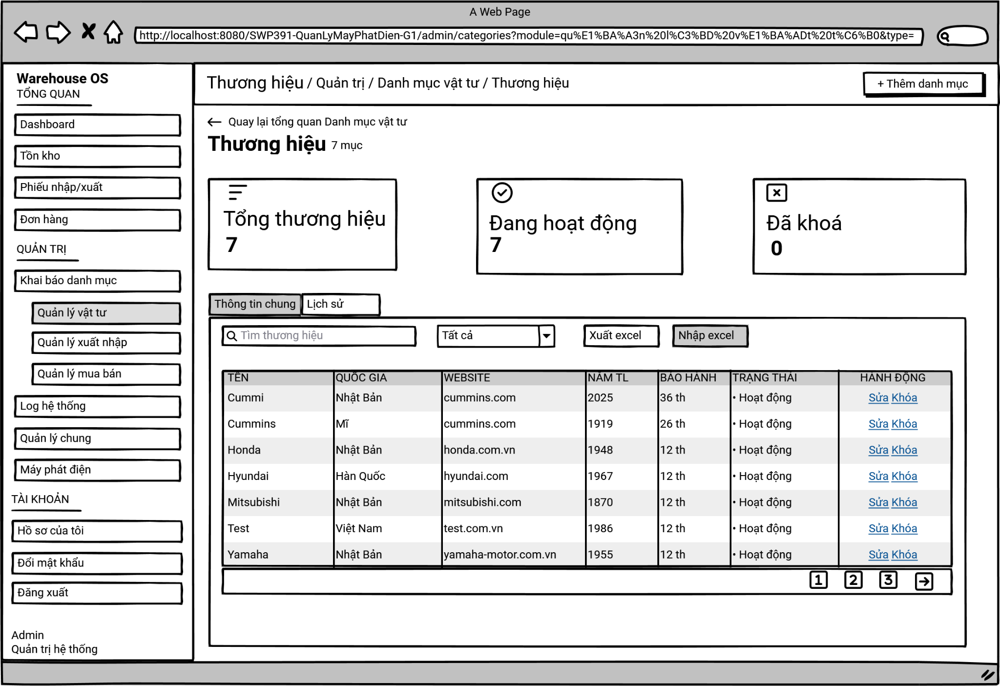 A Web Page
http://localhost:8080/SWP391-QuanLyMayPhatDien-G1/admin/categories?module=qu%E1%BA%A3n%20l%C3%BD%20v%E1%BA%ADt%20t%C6%B0&type=
Warehouse OS
TỔNG QUAN
Dashboard
Tồn kho
Phiếu nhập/xuất
Đơn hàng
QUẢN TRỊ
Khai báo danh mục
Quản lý vật tư
Quản lý xuất nhập
Quản lý mua bán
Log hệ thống
Quản lý chung
Máy phát điện
TÀI KHOẢN
Hồ sơ của tôi
Đổi mật khẩu
Đăng xuất
Admin
Quản trị hệ thống
Thương hiệu / Quản trị / Danh mục vật tư / Thương hiệu
+ Thêm danh mục
Quay lại tổng quan Danh mục vật tư
Thương hiệu 7 mục
Tổng thương hiệu
7
Đang hoạt động
7
Đã khoá
0
Thông tin chung Lịch sử
Tìm thương hiệu Tất cả Xuất excel Nhập excel
TÊN QUỐC GIA WEBSITE NĂM TL BẢO HÀNH TRẠNG THÁI HÀNH ĐỘNG
Cummi Nhật Bản cummins.com 2025 36 th • Hoạt động Sửa Khóa
Cummins Mĩ cummins.com 1919 26 th • Hoạt động Sửa Khóa
Honda Nhật Bản honda.com.vn 1948 12 th • Hoạt động Sửa Khóa
Hyundai Hàn Quốc hyundai.com 1967 12 th • Hoạt động Sửa Khóa
Mitsubishi Nhật Bản mitsubishi.com 1870 12 th • Hoạt động Sửa Khóa
Test Việt Nam test.com.vn 1986 12 th • Hoạt động Sửa Khóa
Yamaha Nhật Bản yamaha-motor.com.vn 1955 12 th • Hoạt động Sửa Khóa
1 2 3